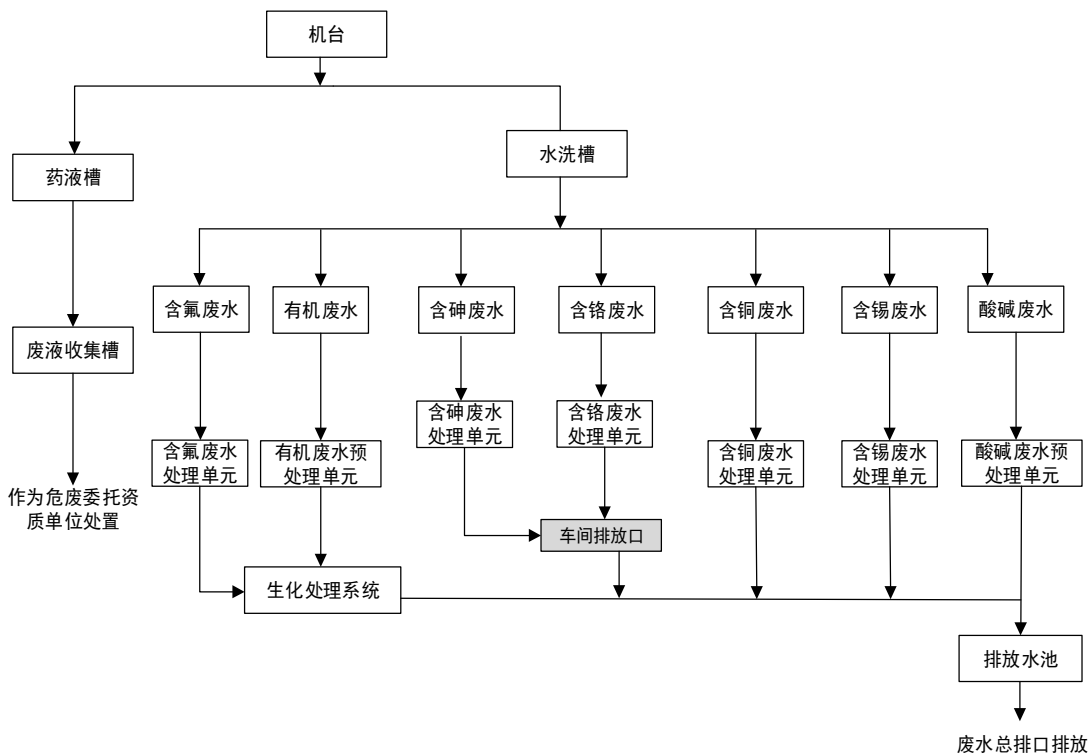 机台
药液槽
水洗槽
含氟废水
有机废水
含砷废水
含铬废水
含铜废水
含锡废水
酸碱废水
废液收集槽
含砷废水
处理单元
含铬废水
处理单元
含氟废水
处理单元
有机废水预
处理单元
含铜废水
处理单元
含锡废水
处理单元
酸碱废水预
处理单元
作为危废委托资
质单位处置
车间排放口
生化处理系统
排放水池
废水总排口排放